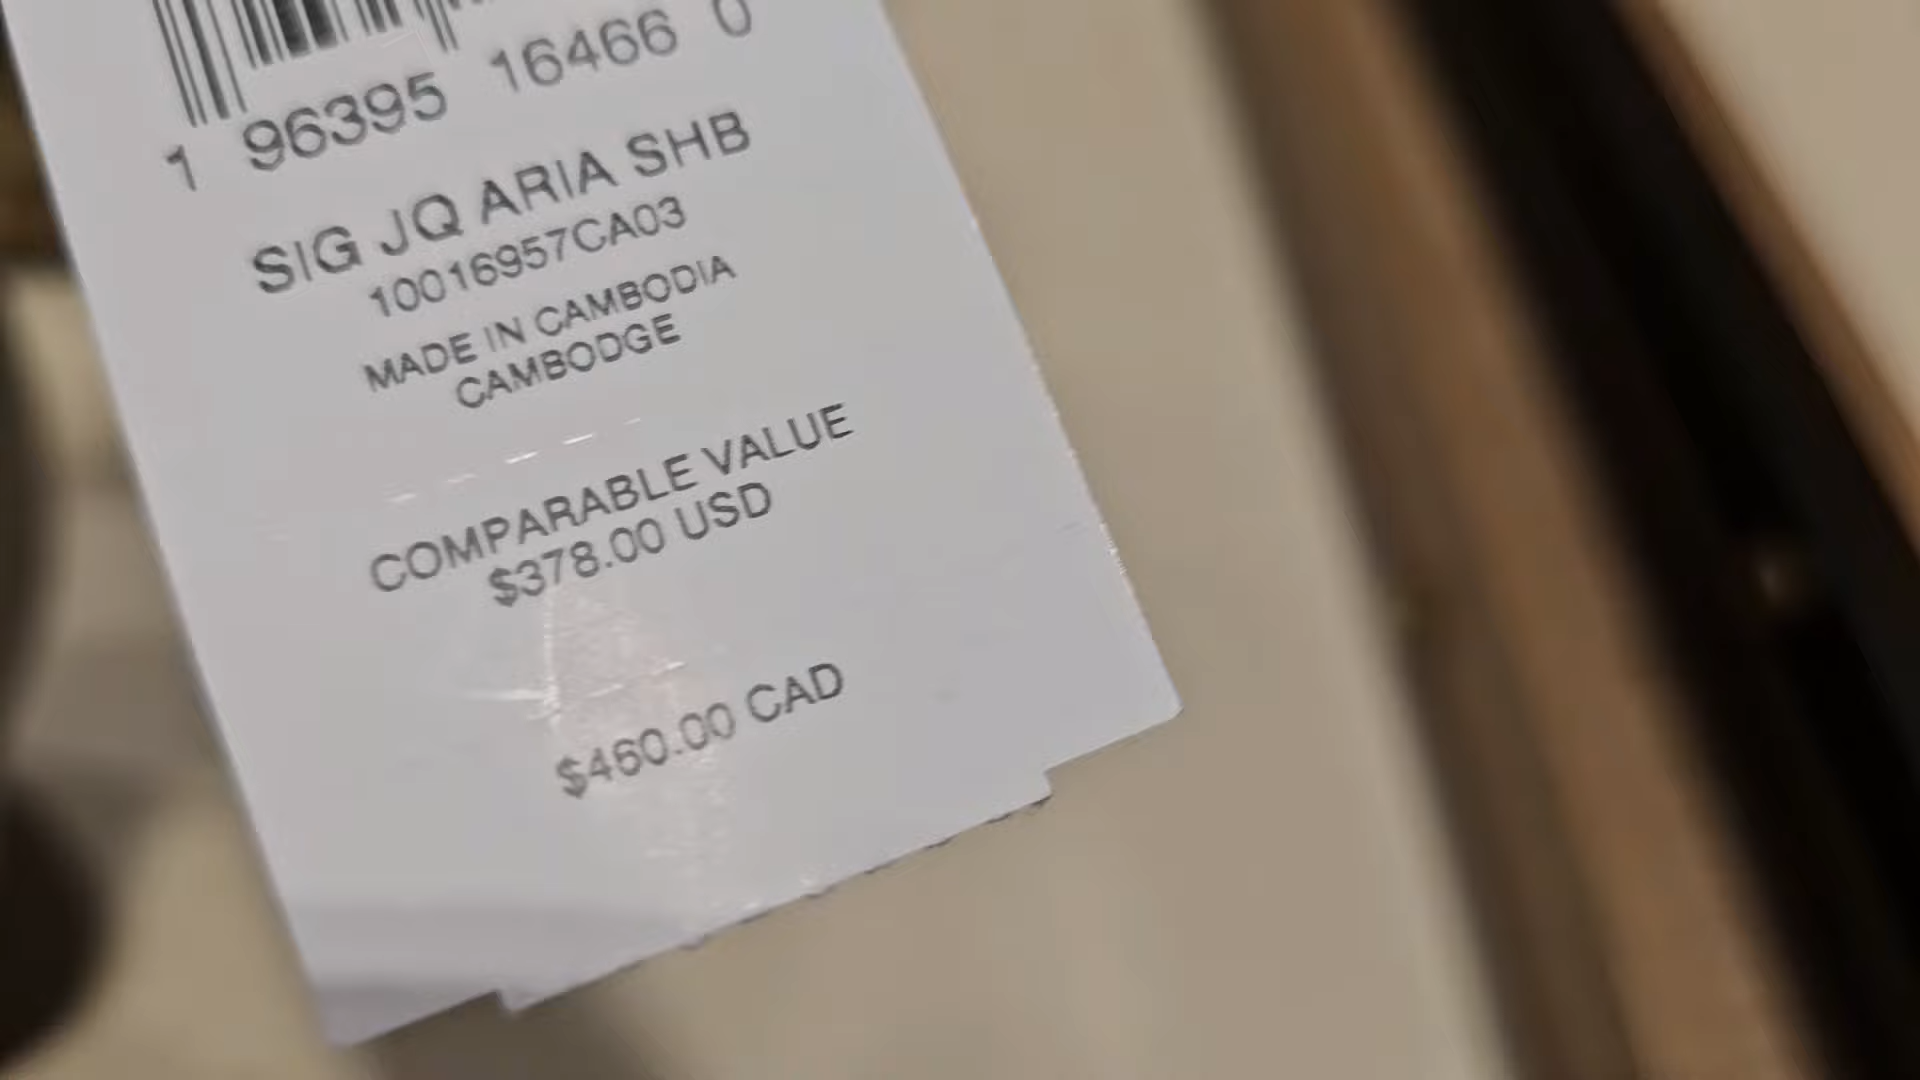 1 96395 16466 0
SIG JQ ARIA SHB
10016957CA03
MADE IN CAMBODIA
CAMBODGE
COMPARABLE VALUE
$378.00 USD
$460.00 CAD